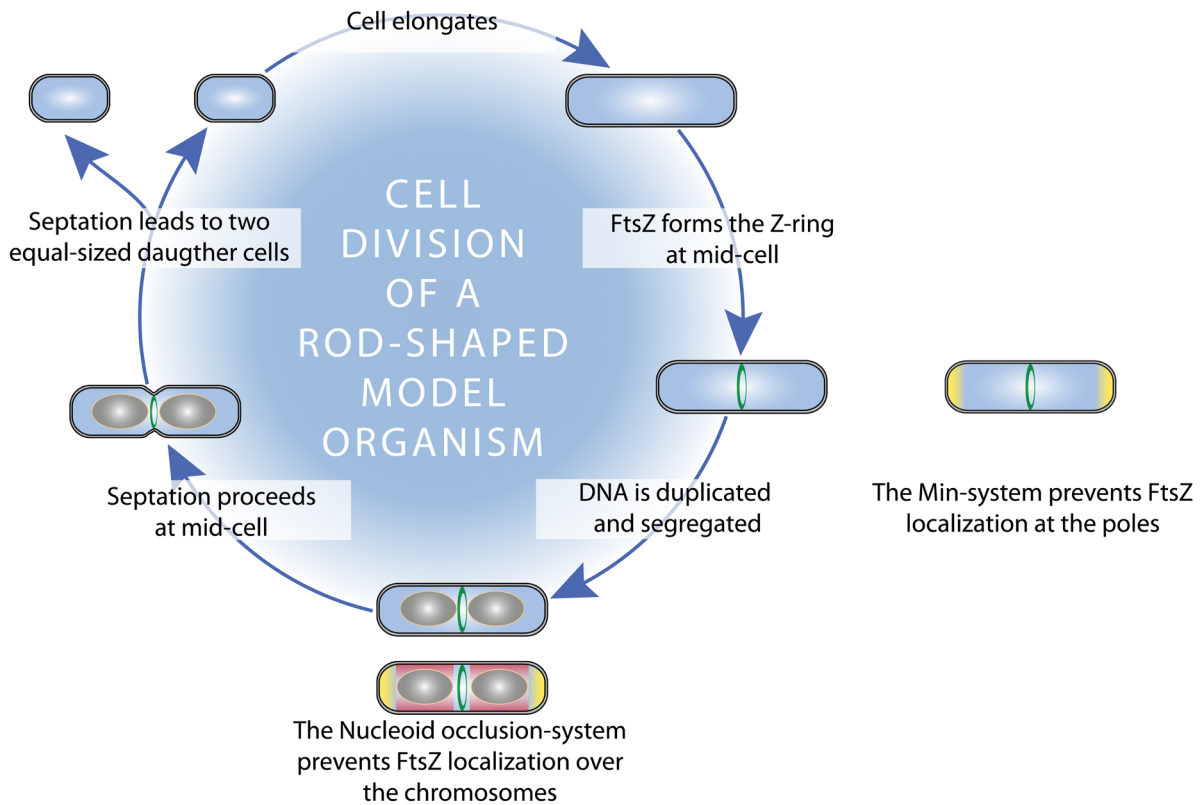 Cell elongates
CELL
DIVISION
OF A
ROD-SHAPED
MODEL
ORGANISM
FtsZ forms the Z-ring
at mid-cell
The Min-system prevents FtsZ
localization at the poles
DNA is duplicated
and segregated
The Nucleoid occlusion-system
prevents FtsZ localization over
the chromosomes
Septation proceeds
at mid-cell
Septation leads to two
equal-sized daugther cells